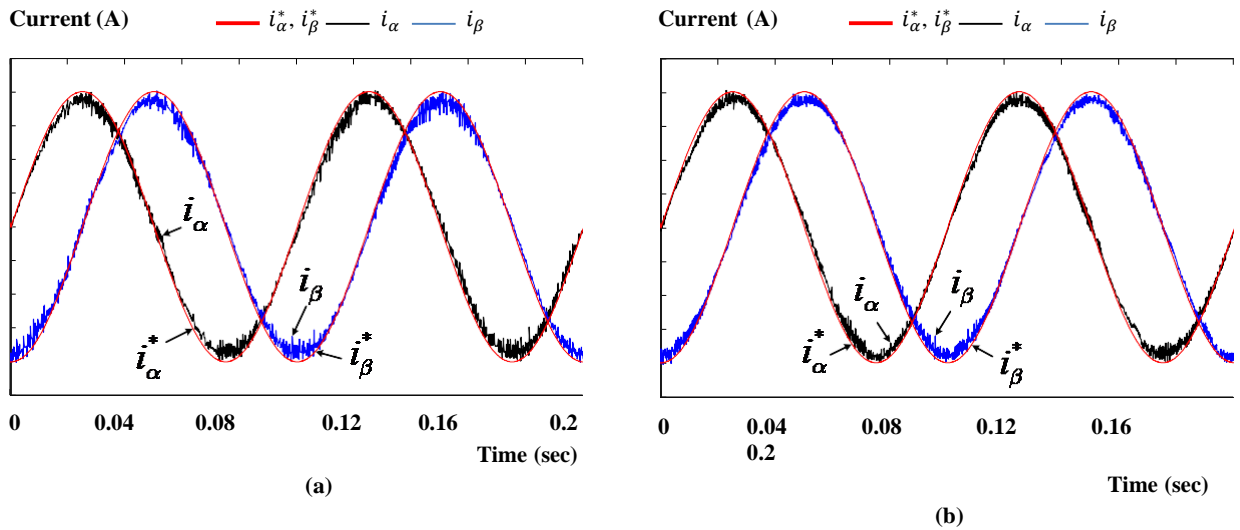 Current (A)
i*α, i*β iα iβ
iα
iβ
i*α
i*β
0 0.04 0.08 0.12 0.16 0.2
Time (sec)
(a)
Current (A)
i*α, i*β iα iβ
iα
iβ
i*α
i*β
0 0.04 0.08 0.12 0.16
0.2
Time (sec)
(b)